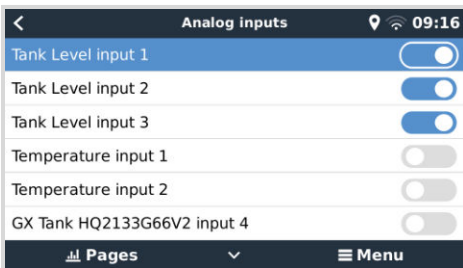 Analog inputs 09:16
Tank Level input 1
Tank Level input 2
Tank Level input 3
Temperature input 1
Temperature input 2
GX Tank HQ2133G66V2 input 4
Pages Menu